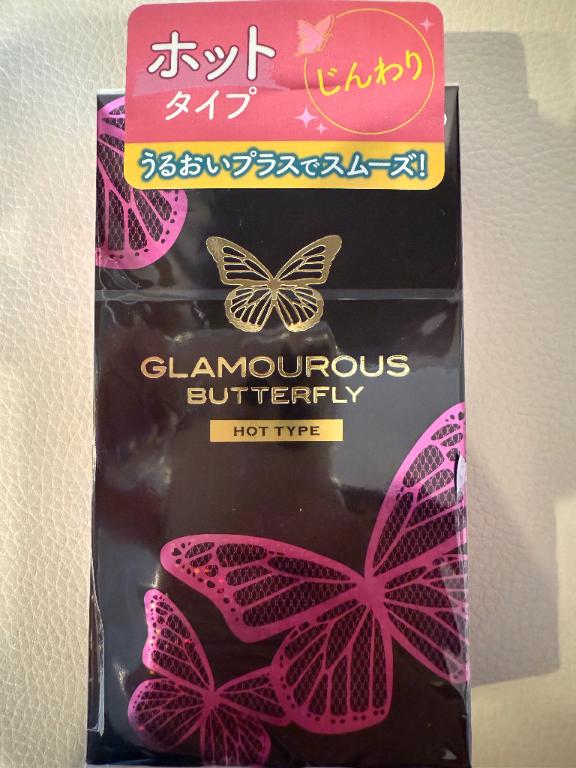 ホット
タイプ
じんわり
うるおいプラスでスムーズ!
GLAMOUROUS
BUTTERFLY
HOT TYPE